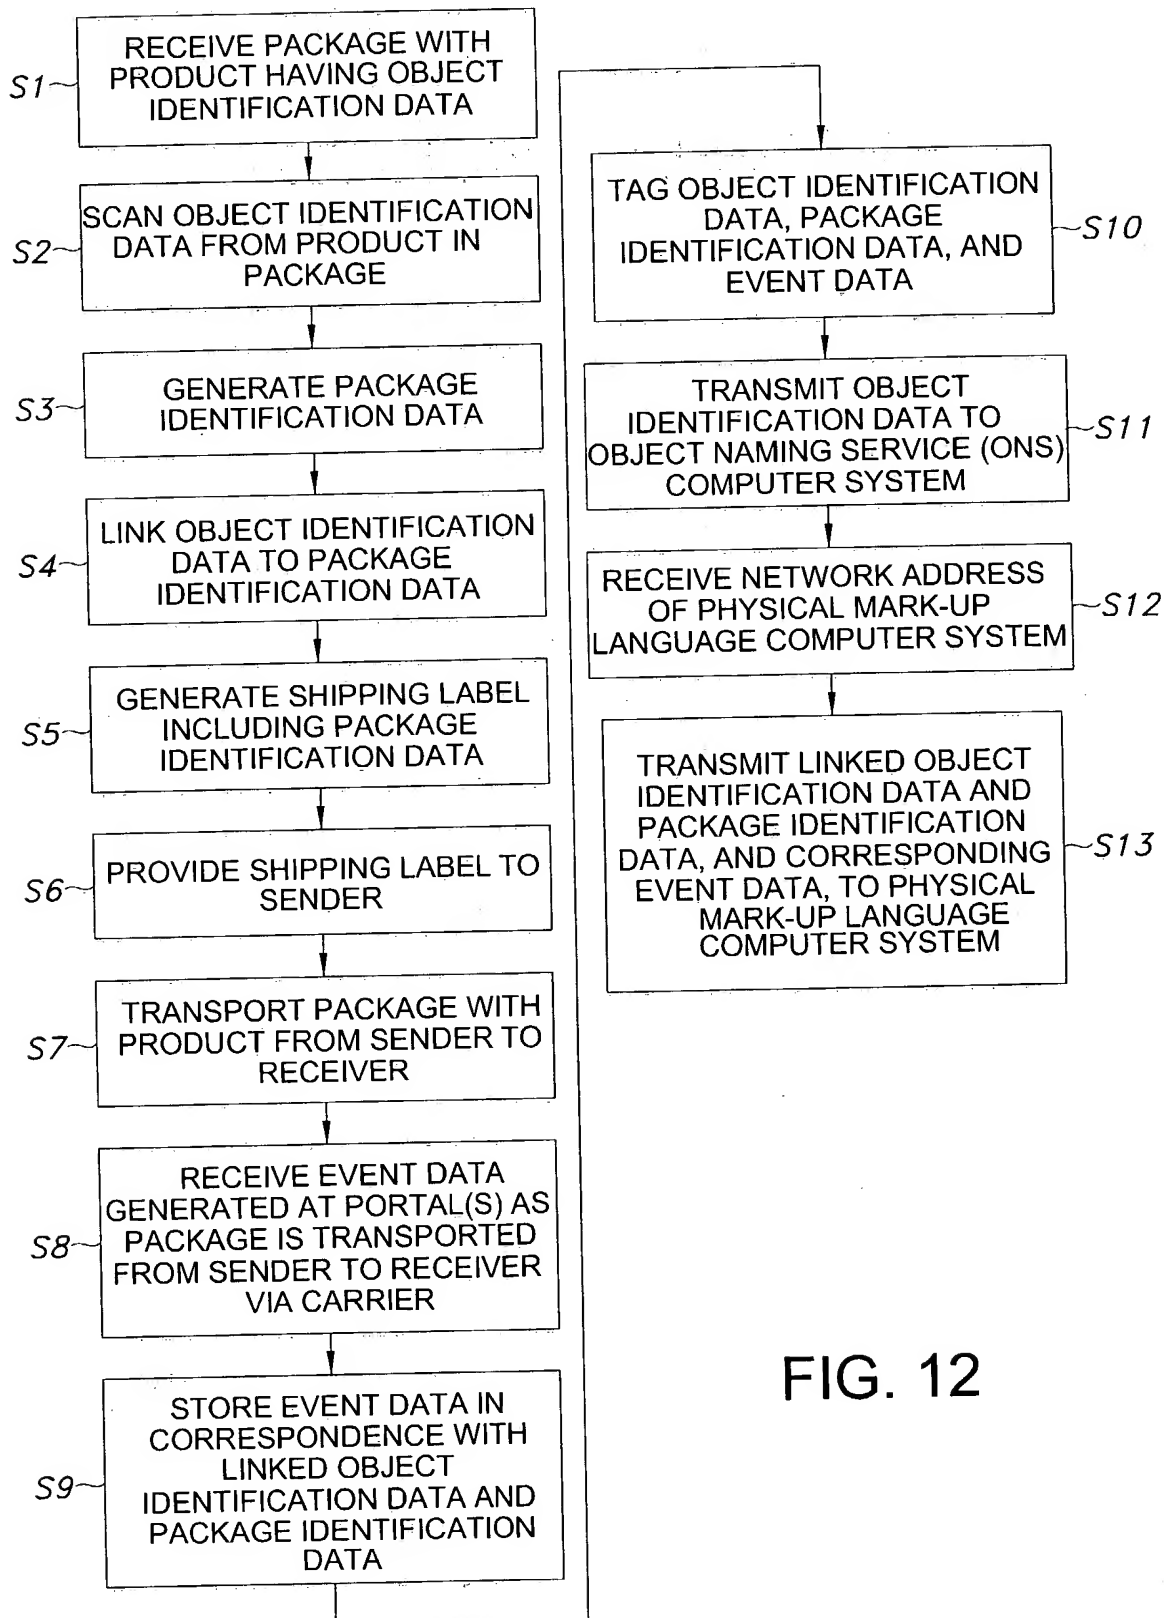 S1
RECEIVE PACKAGE WITH
PRODUCT HAVING OBJECT
IDENTIFICATION DATA
S2
SCAN OBJECT IDENTIFICATION
DATA FROM PRODUCT IN
PACKAGE
S3
GENERATE PACKAGE
IDENTIFICATION DATA
S4
LINK OBJECT IDENTIFICATION
DATA TO PACKAGE
IDENTIFICATION DATA
S5
GENERATE SHIPPING LABEL
INCLUDING PACKAGE
IDENTIFICATION DATA
S6
PROVIDE SHIPPING LABEL TO
SENDER
S7
TRANSPORT PACKAGE WITH
PRODUCT FROM SENDER TO
RECEIVER
S8
RECEIVE EVENT DATA
GENERATED AT PORTAL(S) AS
PACKAGE IS TRANSPORTED
FROM SENDER TO RECEIVER
VIA CARRIER
S9
STORE EVENT DATA IN
CORRESPONDENCE WITH
LINKED OBJECT
IDENTIFICATION DATA AND
PACKAGE IDENTIFICATION
DATA
TAG OBJECT IDENTIFICATION
DATA, PACKAGE
IDENTIFICATION DATA, AND
EVENT DATA
S10
TRANSMIT OBJECT
IDENTIFICATION DATA TO
OBJECT NAMING SERVICE (ONS)
COMPUTER SYSTEM
S11
RECEIVE NETWORK ADDRESS
OF PHYSICAL MARK-UP
LANGUAGE COMPUTER SYSTEM
S12
TRANSMIT LINKED OBJECT
IDENTIFICATION DATA AND
PACKAGE IDENTIFICATION
DATA, AND CORRESPONDING
EVENT DATA, TO PHYSICAL
MARK-UP LANGUAGE
COMPUTER SYSTEM
S13
FIG. 12